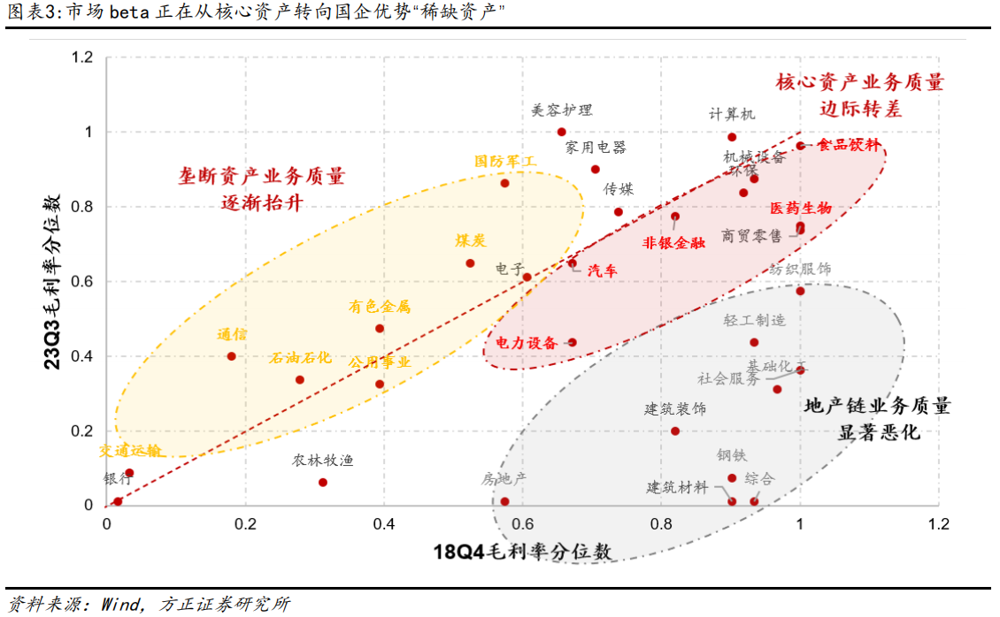 图表3:市场 beta 正在从核心资产转向国企优势“稀缺资产”
1.2
1
0.8
0.6
0.4
0.2
0
23Q3毛利率分位数
核心资产业务质量
边际转差
垄断资产业务质量
逐渐抬升
美容护理
计算机
家用电器
食品饮料
国防军工
机械设备
环保
传媒
医药生物
煤炭
非银金融
商贸零售
电子
汽车
纺织服饰
有色金属
通信
电力设备
轻工制造
石油石化
公用事业
基础化工
社会服务
建筑装饰
地产链业务质量
显著恶化
交通运输
农林牧渔
钢铁
银行
房地产
建筑材料
综合
0
0.2
0.4
0.6
0.8
1
1.2
18Q4毛利率分位数
资料来源：Wind，方正证券研究所